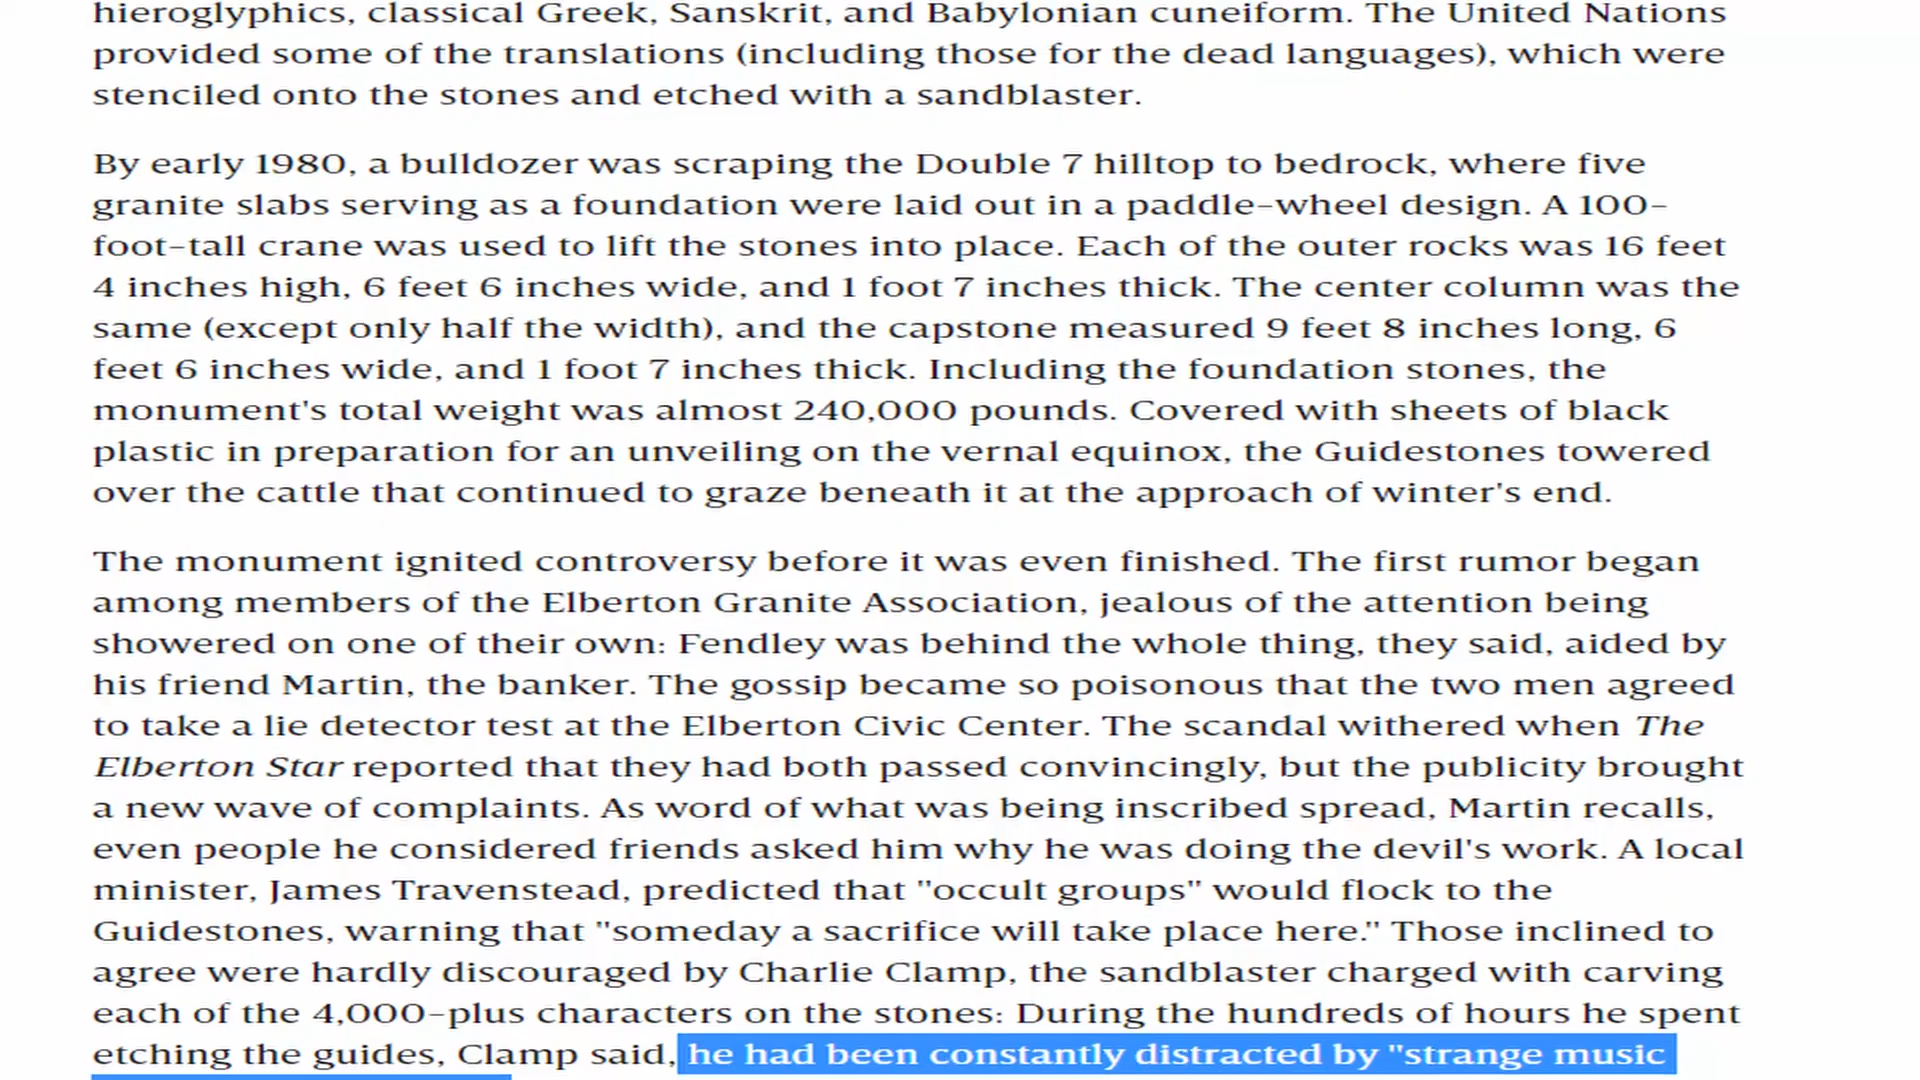 hieroglyphics, classical Greek, Sanskrit, and Babylonian cuneiform. The United Nations
provided some of the translations (including those for the dead languages), which were
stenciled onto the stones and etched with a sandblaster.
By early 1980, a bulldozer was scraping the Double 7 hilltop to bedrock, where five
granite slabs serving as a foundation were laid out in a paddle-wheel design. A 100-
foot-tall crane was used to lift the stones into place. Each of the outer rocks was 16 feet
4 inches high, 6 feet 6 inches wide, and 1 foot 7 inches thick. The center column was the
same (except only half the width), and the capstone measured 9 feet 8 inches long, 6
feet 6 inches wide, and 1 foot 7 inches thick. Including the foundation stones, the
monument's total weight was almost 240,000 pounds. Covered with sheets of black
plastic in preparation for an unveiling on the vernal equinox, the Guidestones towered
over the cattle that continued to graze beneath it at the approach of winter's end.
The monument ignited controversy before it was even finished. The first rumor began
among members of the Elberton Granite Association, jealous of the attention being
showered on one of their own: Fendley was behind the whole thing, they said, aided by
his friend Martin, the banker. The gossip became so poisonous that the two men agreed
to take a lie detector test at the Elberton Civic Center. The scandal withered when The
Elberton Star reported that they had both passed convincingly, but the publicity brought
a new wave of complaints. As word of what was being inscribed spread, Martin recalls,
even people he considered friends asked him why he was doing the devil's work. A local
minister, James Travenstead, predicted that "occult groups" would flock to the
Guidestones, warning that "someday a sacrifice will take place here." Those inclined to
agree were hardly discouraged by Charlie Clamp, the sandblaster charged with carving
each of the 4,000-plus characters on the stones: During the hundreds of hours he spent
etching the guides, Clamp said, he had been constantly distracted by "strange music